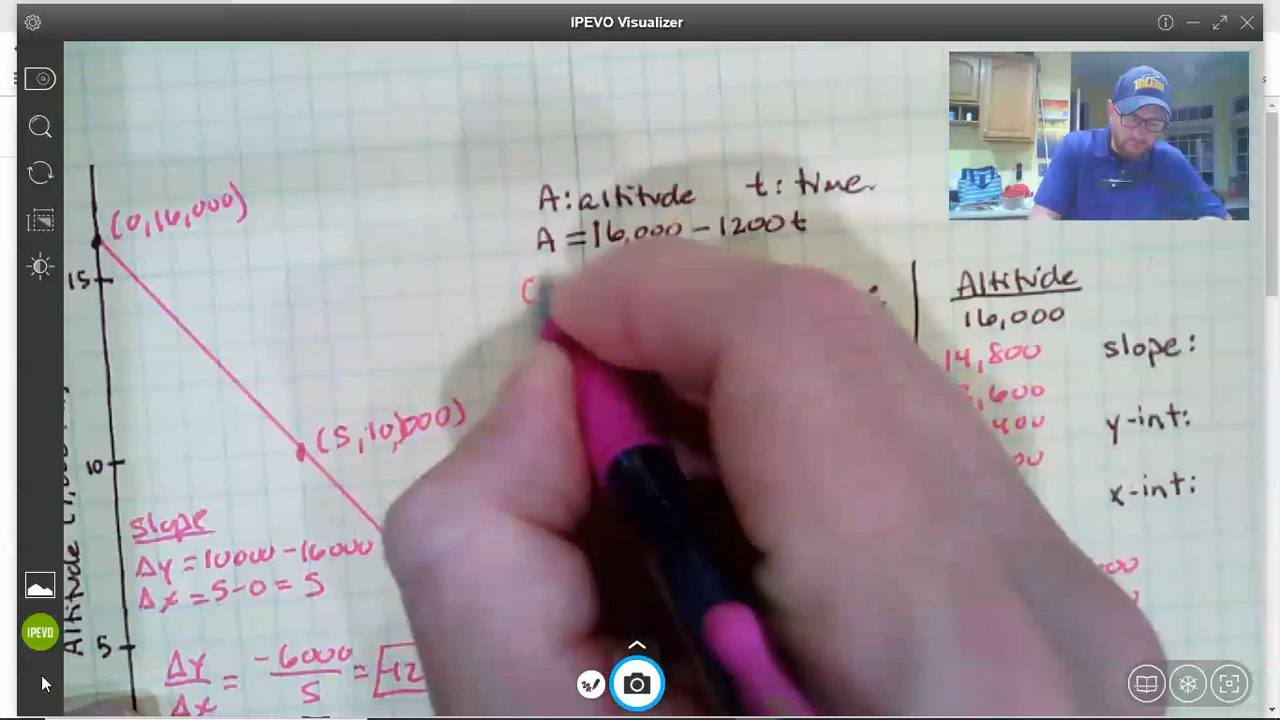 IPEVO Visualizer
A: altitude t: time
(0,16,000)
A = 16,000 - 1200t
15
Altitude
16,000
14,800
slope:
(5,10,000)
y-int:
10
x-int:
slope
Δy = 10000 - 16000
Δx = 5-0 = 5
Altitude
5
Δy/Δx = -6000/5 =
IPEVO